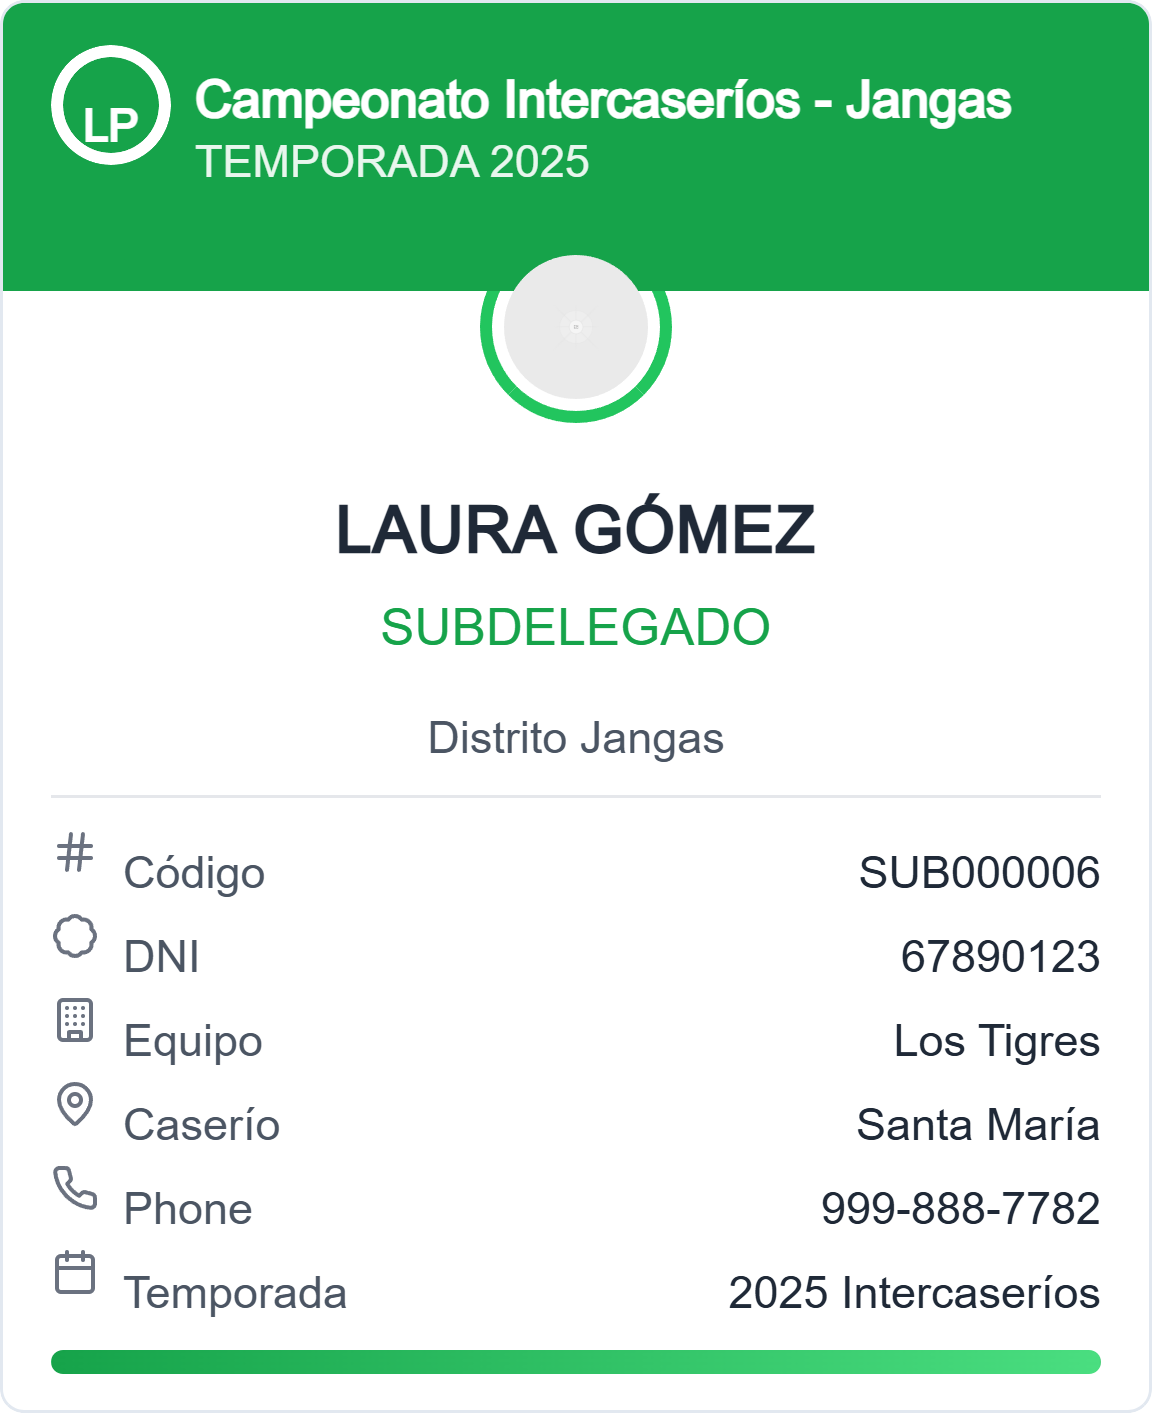 LP
Campeonato Intercaseríos - Jangas
TEMPORADA 2025
LAURA GÓMEZ
SUBDELEGADO
Distrito Jangas
Código SUB000006
DNI 67890123
Equipo Los Tigres
Caserío Santa María
Phone 999-888-7782
Temporada 2025 Intercaseríos